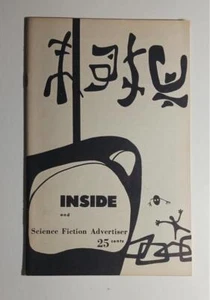 INSIDE
and
Science Fiction Advertiser
25 cents